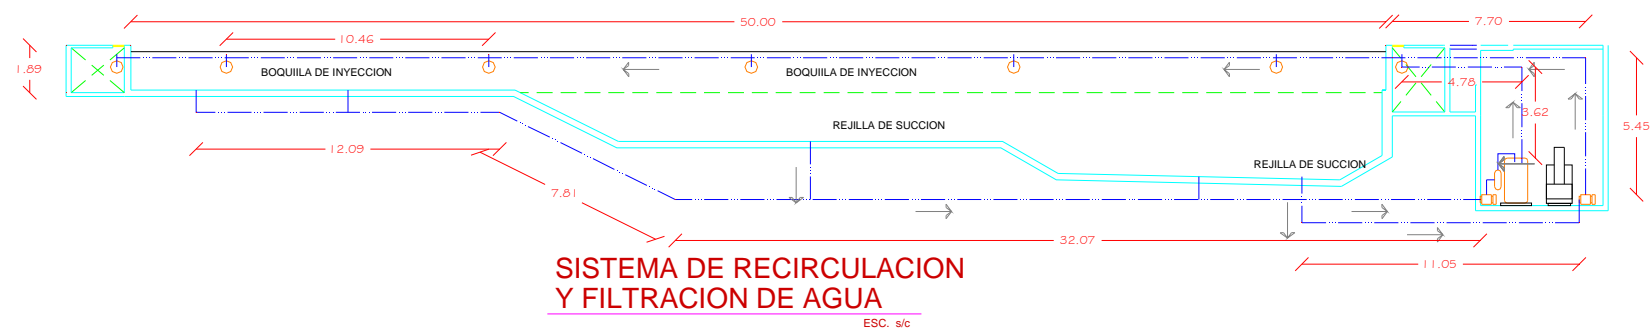 50.00
7.70
10.46
1.89
BOQUIILA DE INYECCION
BOQUIILA DE INYECCION
4.78
3.62
5.45
REJILLA DE SUCCION
12.09
REJILLA DE SUCCION
7.81
32.07
11.05
SISTEMA DE RECIRCULACION
Y FILTRACION DE AGUA
ESC. s/c